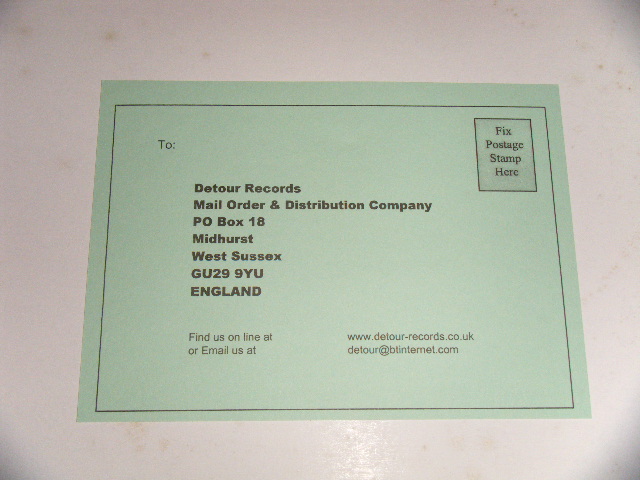 Fix
Postage
Stamp
Here
To:
Detour Records
Mail Order & Distribution Company
PO Box 18
Midhurst
West Sussex
GU29 9YU
ENGLAND
Find us on line at www.detour-records.co.uk
or Email us at detour@btinternet.com